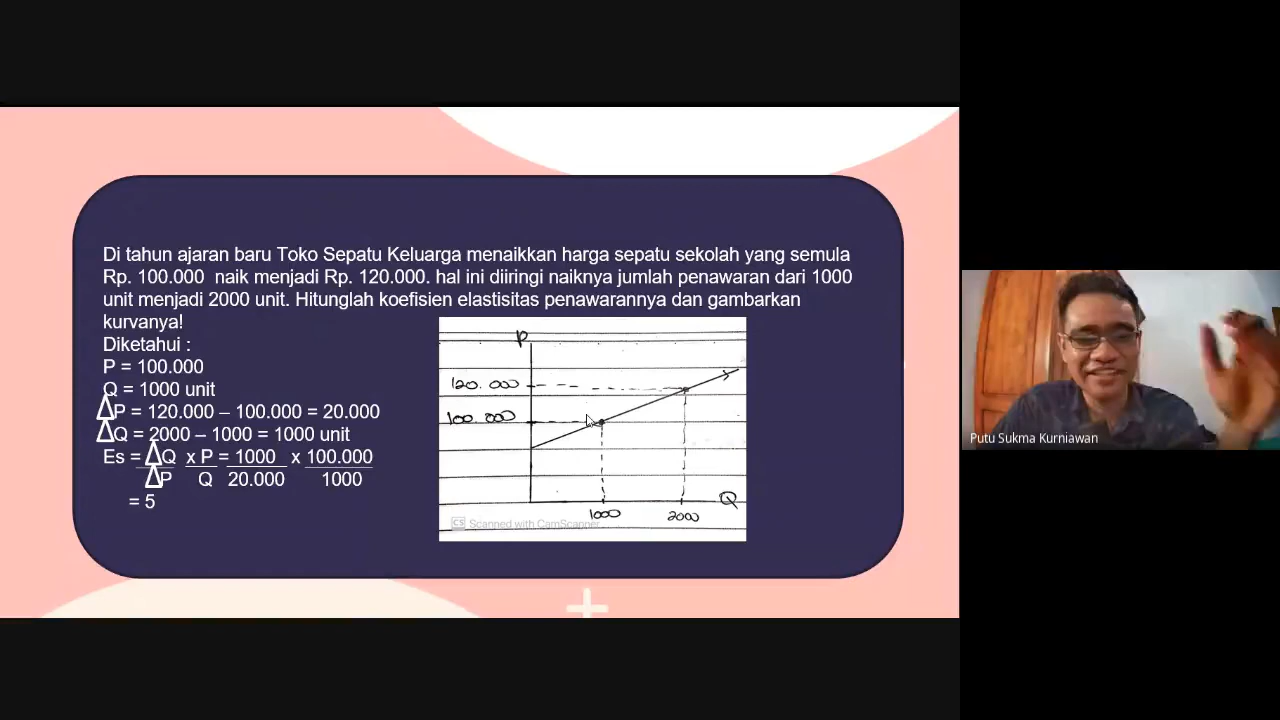 Di tahun ajaran baru Toko Sepatu Keluarga menaikkan harga sepatu sekolah yang semula
Rp. 100.000 naik menjadi Rp. 120.000. hal ini diiringi naiknya jumlah penawaran dari 1000
unit menjadi 2000 unit. Hitunglah koefisien elastisitas penawarannya dan gambarkan
kurvanya!
Diketahui :
P = 100.000
Q = 1000 unit
ΔP = 120.000 – 100.000 = 20.000
ΔQ = 2000 – 1000 = 1000 unit
Es = ΔQ x P = 1000 x 100.000
ΔP Q 20.000 1000
= 5
P
120.000
100.000
Q
1000 2000
CS Scanned with CamScanner
Putu Sukma Kurniawan